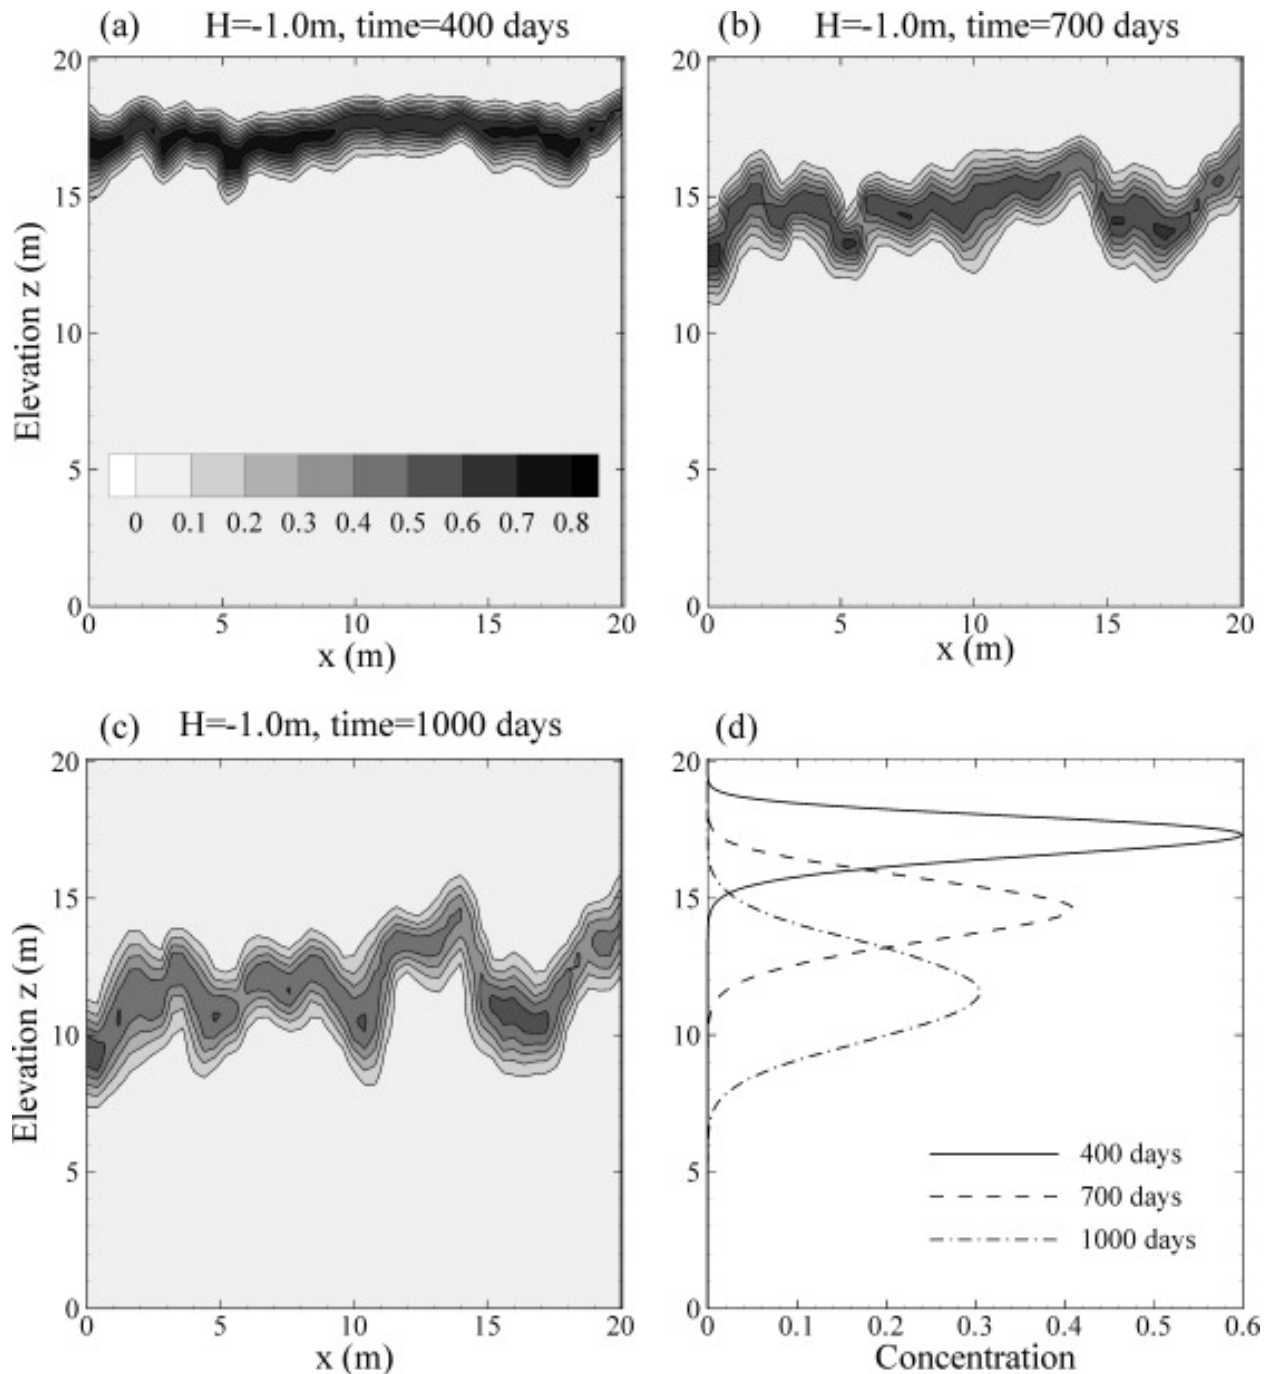 (a) H=-1.0m, time=400 days
20
15
10
5
0
Elevation z (m)
0 0.1 0.2 0.3 0.4 0.5 0.6 0.7 0.8
0 5 10 15 20
x (m)
(b) H=-1.0m, time=700 days
20
15
10
5
0
0 5 10 15 20
x (m)
(c) H=-1.0m, time=1000 days
20
15
10
5
0
Elevation z (m)
0 5 10 15 20
x (m)
(d)
20
15
10
5
0
400 days
700 days
1000 days
0 0.1 0.2 0.3 0.4 0.5 0.6
Concentration